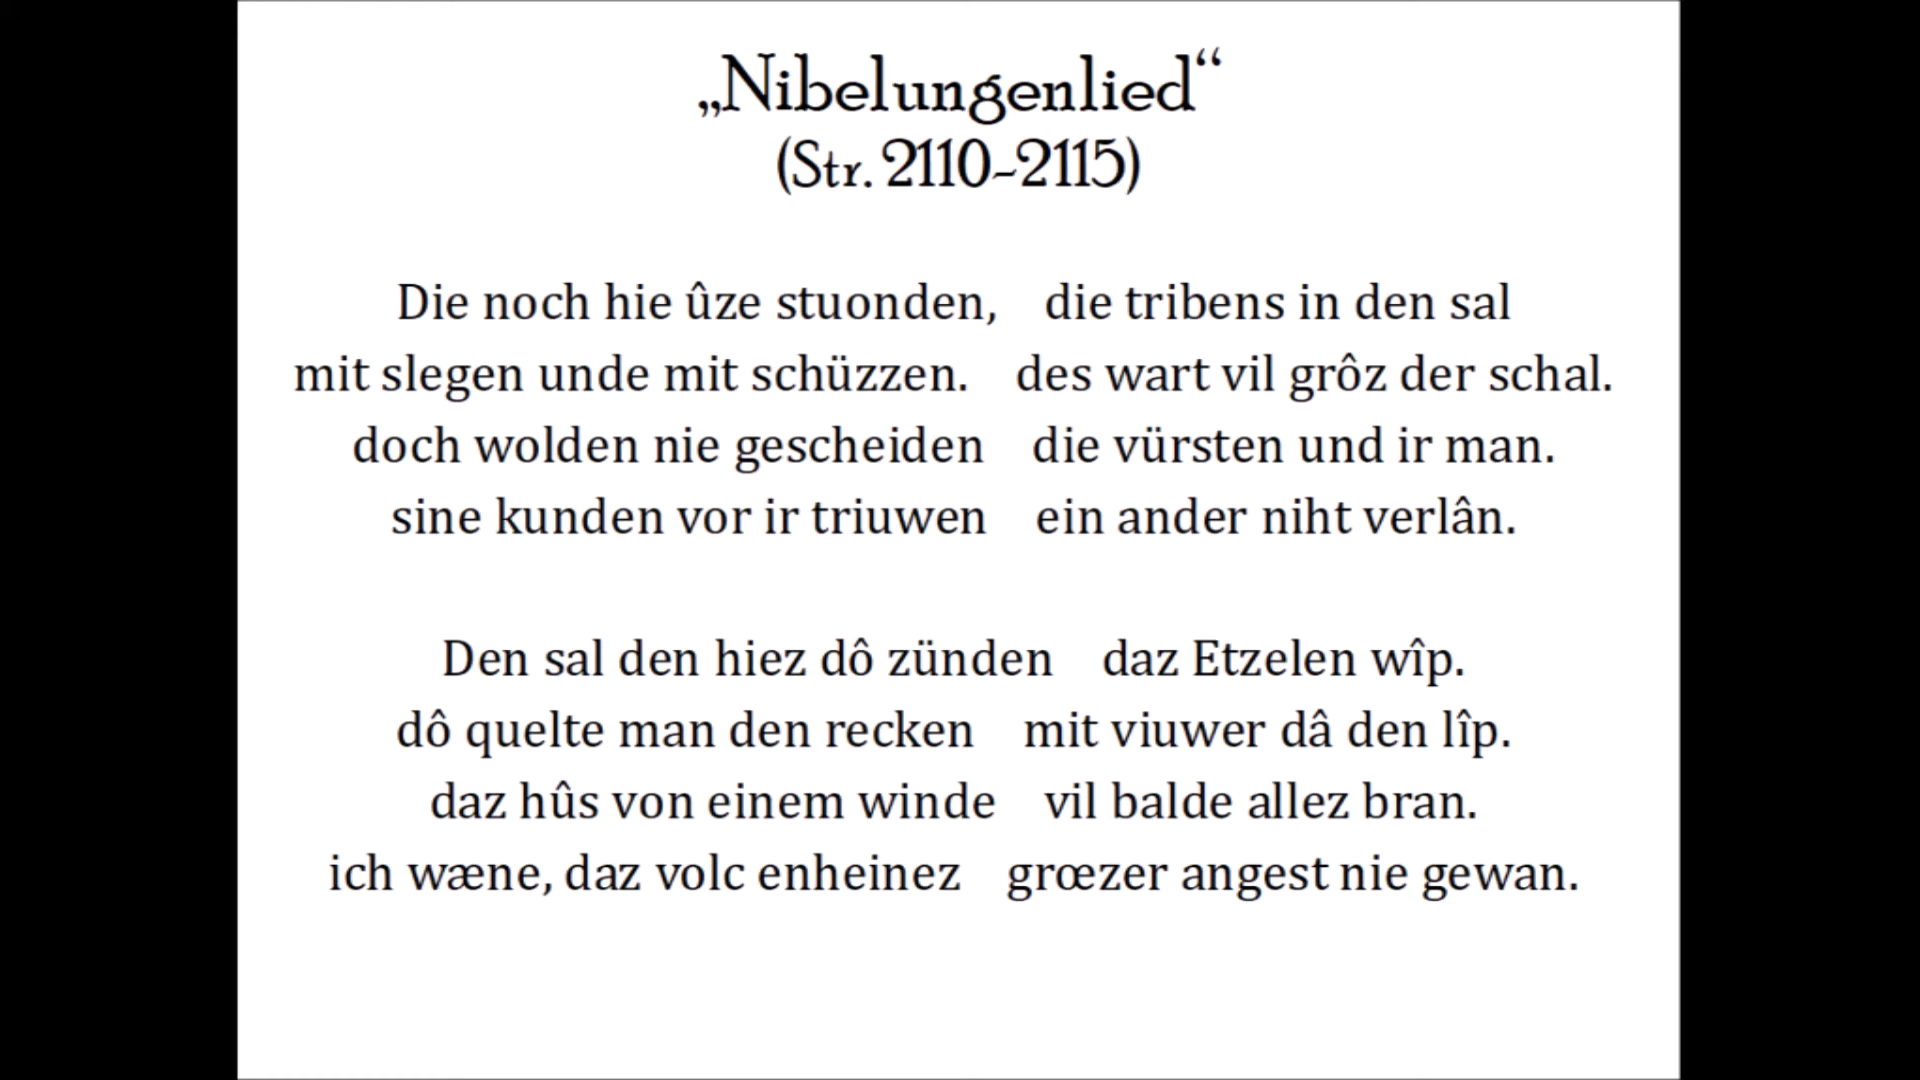 „Nibelungenlied“
(Str. 2110-2115)
Die noch hie ûze stuonden, die tribens in den sal
mit slegen unde mit schüzzen. des wart vil grôz der schal.
doch wolden nie gescheiden die vürsten und ir man.
sine kunden vor ir triuwen ein ander niht verlân.
Den sal den hiez dô zünden daz Etzelen wîp.
dô quelte man den recken mit viuwer dâ den lîp.
daz hûs von einem winde vil balde allez bran.
ich wæne, daz volc enheinez grœzer angest nie gewan.